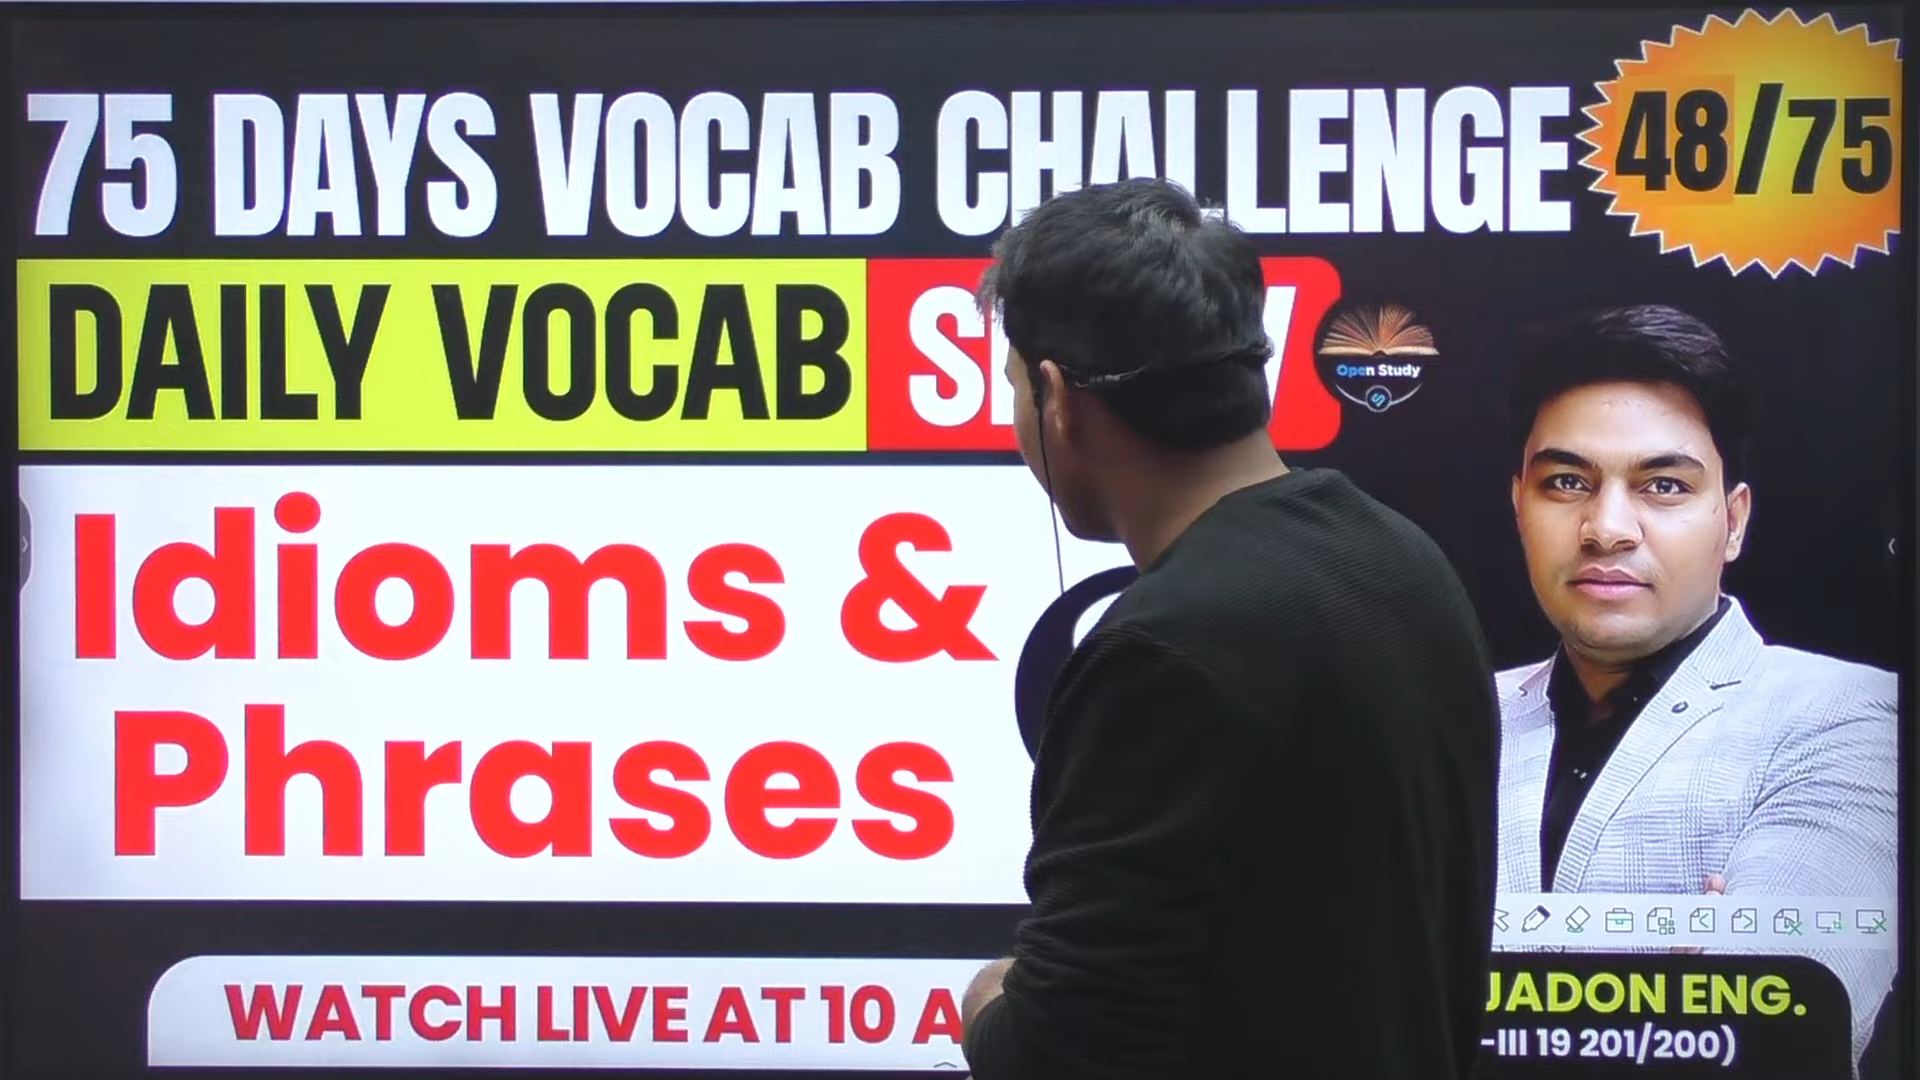 75 DAYS VOCAB CHALLENGE
48/75
DAILY VOCAB
Open Study
Idioms &
Phrases
WATCH LIVE AT 10 A
JADON ENG.
-III 19 201/200)